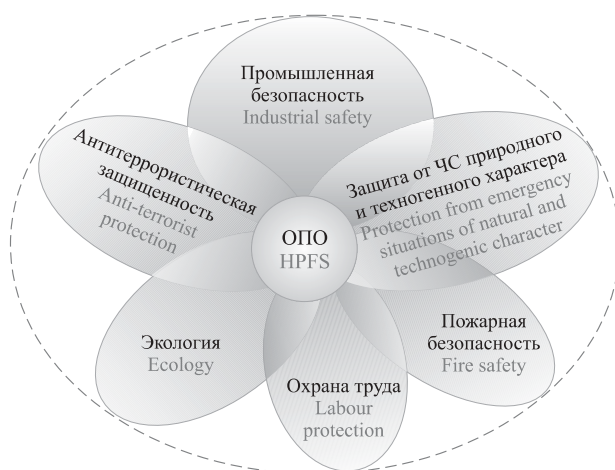 Промышленная
безопасность
Industrial safety
Антитеррористическая
защищенность
Anti-terrorist
protection
Защита от ЧС природного
и техногенного характера
Protection from emergency
situations of natural and
technogenic character
ОПО
HPFS
Экология
Ecology
Охрана труда
Labour
protection
Пожарная
безопасность
Fire safety